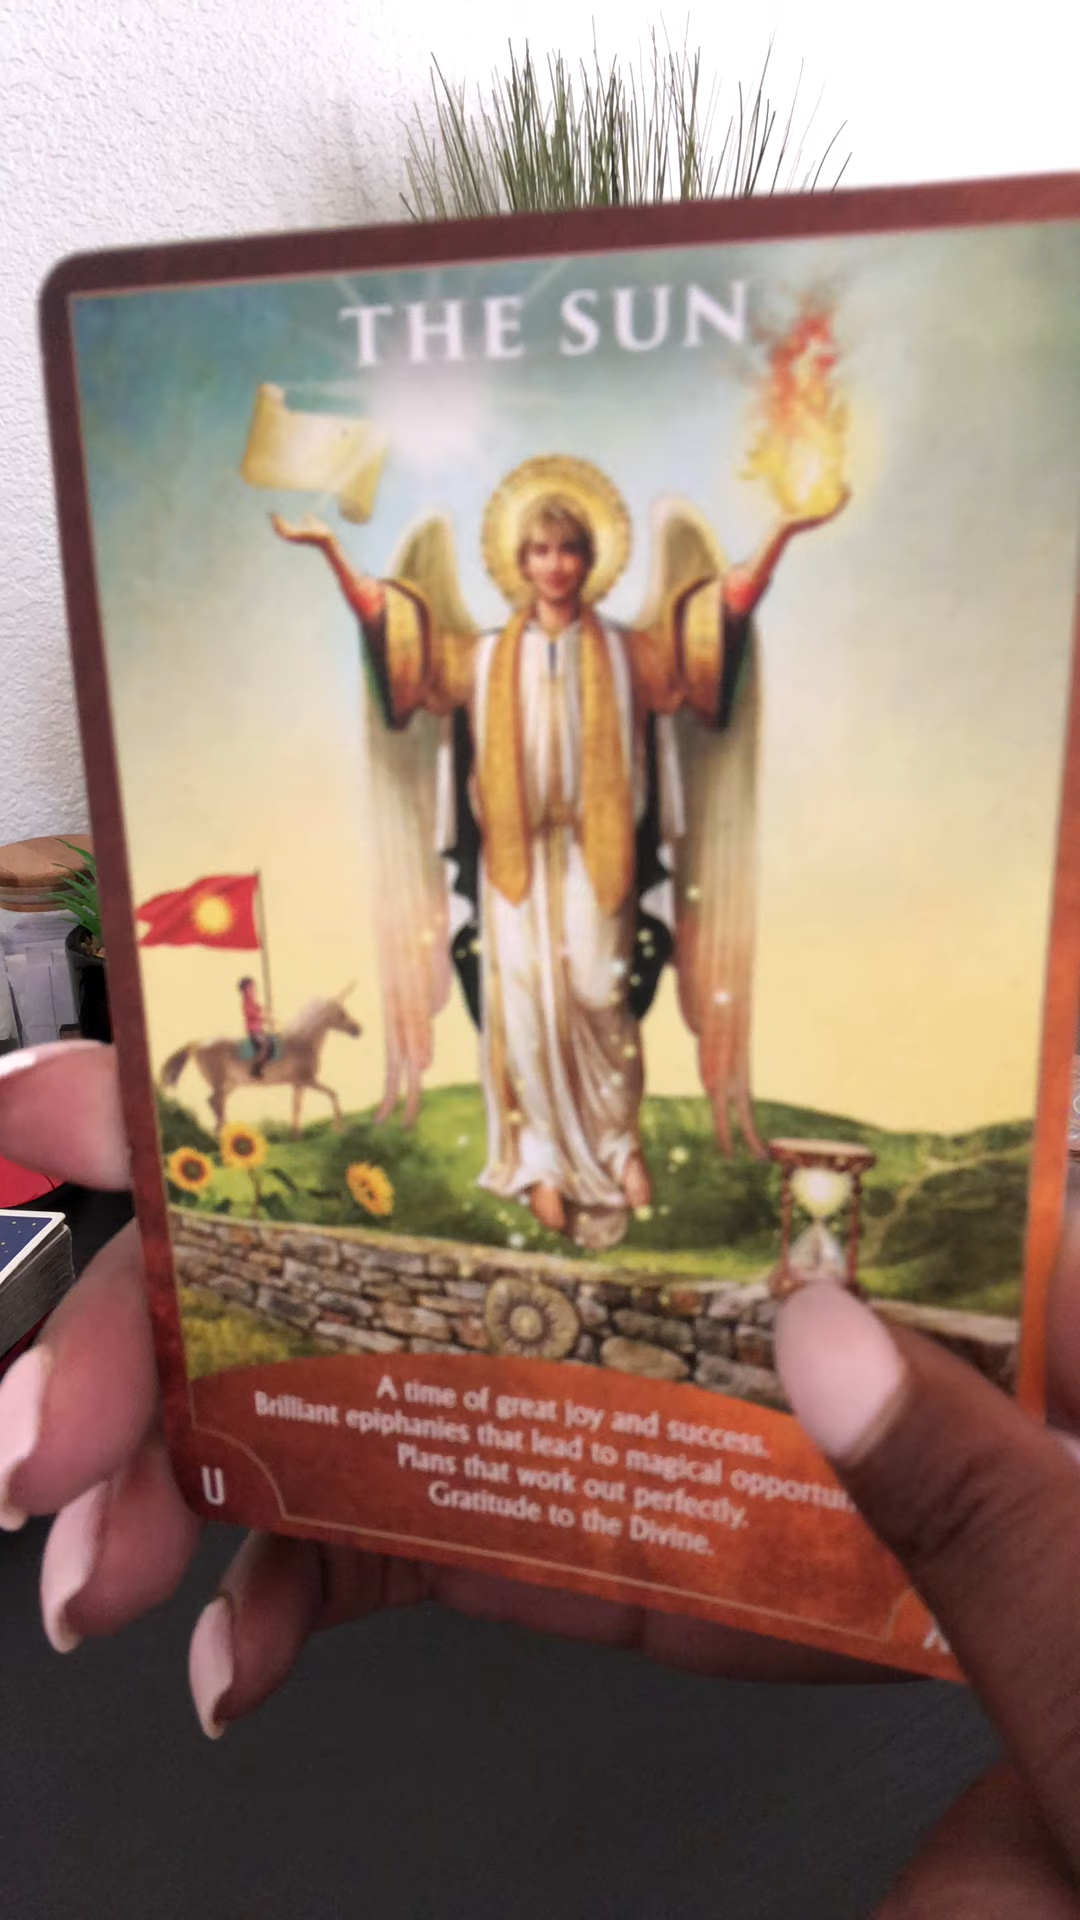 THE SUN
A time of great joy and success.
Brilliant epiphanies that lead to magical
Plans that work out perfectly.
Gratitude to the Divine.
U